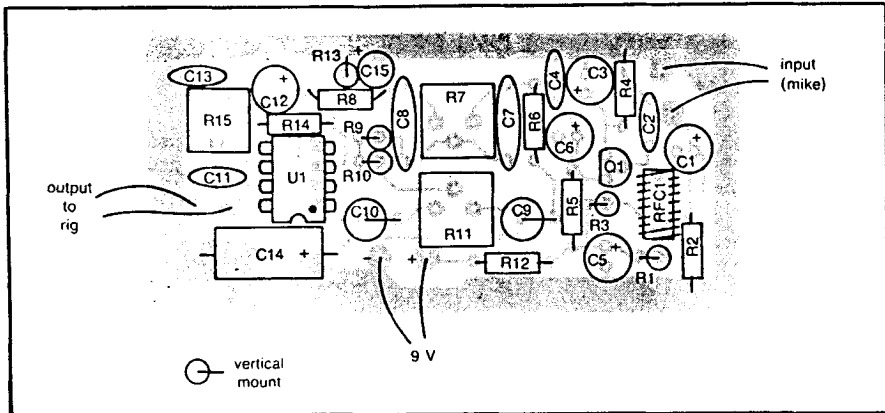 R13
+
C15
C13
C12
+
R8
R15
R14
R9
R10
C8
R7
C7
R6
C4
C3
+
R4
C2
input
(mike)
C6
+
C1
+
Q1
U1
C11
output
to
rig
C10
R11
C9
R5
R3
RFC1
R2
C14
+
-
+
R12
C5
+
R1
9 V
vertical
mount